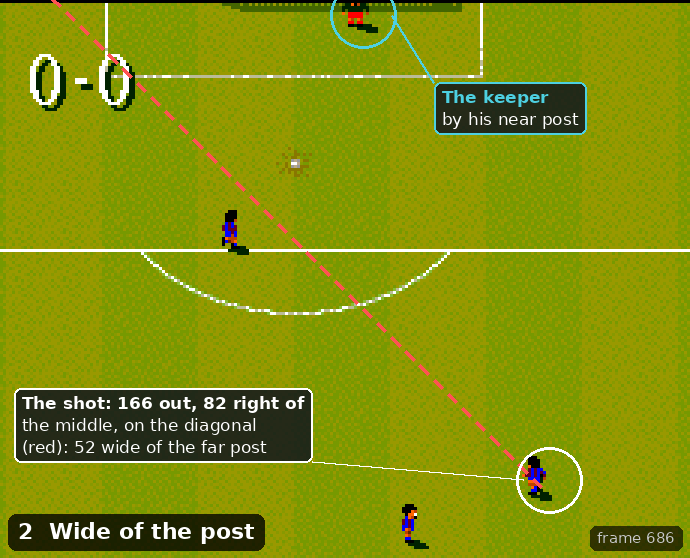 0 - 0
The keeper
by his near post
The shot: 166 out, 82 right of
the middle, on the diagonal
(red): 52 wide of the far post
2 Wide of the post
frame 686